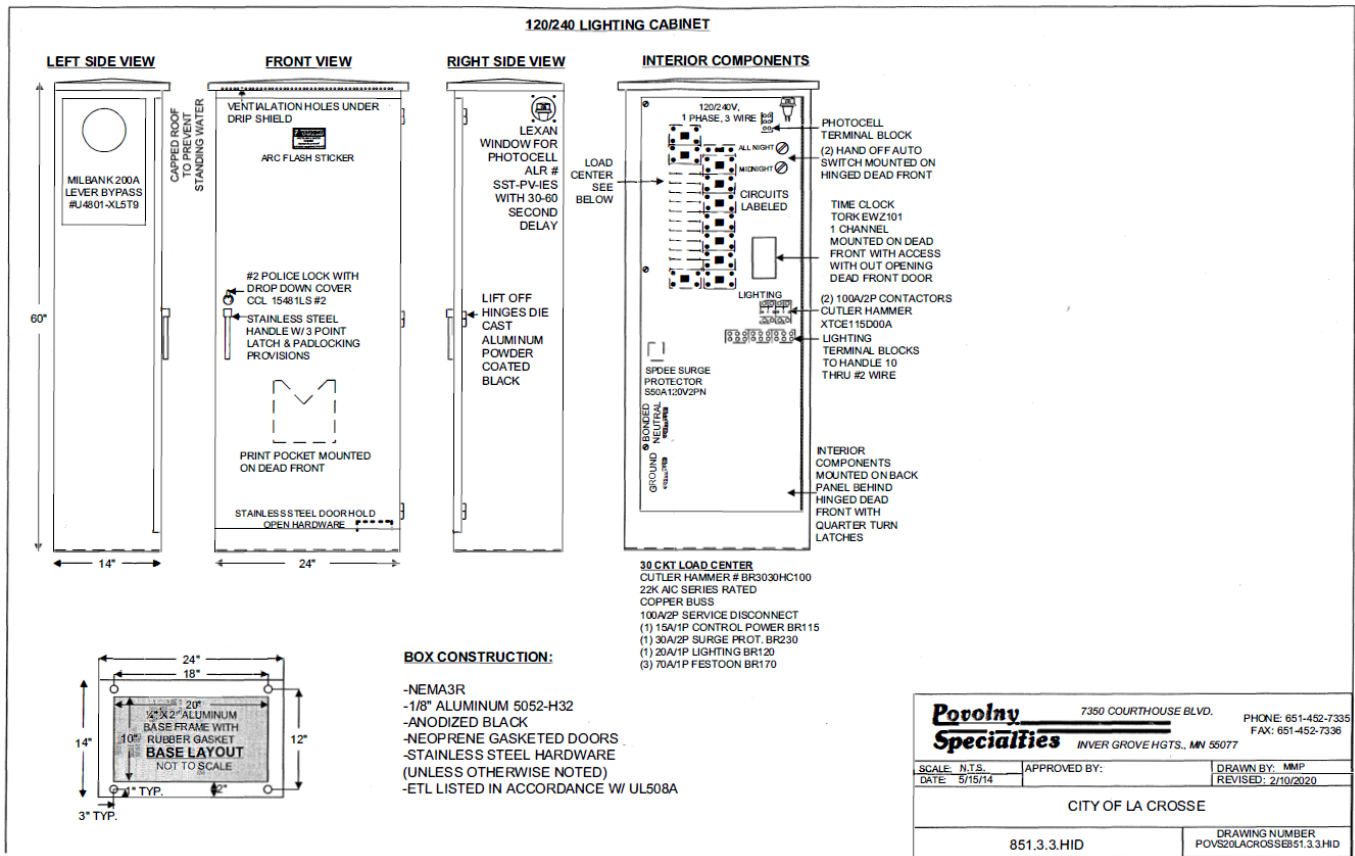 120/240 LIGHTING CABINET
LEFT SIDE VIEW
60"
MILBANK 200A
LEVER BYPASS
#U4801-XL5T9
14"
CAPPED ROOF
TO PREVENT
STANDING WATER
FRONT VIEW
VENTIALATION HOLES UNDER
DRIP SHIELD
ARC FLASH STICKER
#2 POLICE LOCK WITH
DROP DOWN COVER
CCL 15481LS #2
STAINLESS STEEL
HANDLE W/ 3 POINT
LATCH & PADLOCKING
PROVISIONS
PRINT POCKET MOUNTED
ON DEAD FRONT
STAINLESS STEEL DOOR HOLD
OPEN HARDWARE
24"
RIGHT SIDE VIEW
LEXAN
WINDOW FOR
PHOTOCELL
ALR #
SST-PV-IES
WITH 30-60
SECOND
DELAY
LIFT OFF
HINGES DIE
CAST
ALUMINUM
POWDER
COATED
BLACK
INTERIOR COMPONENTS
120/240V,
1 PHASE, 3 WIRE
ALL NIGHT
MIDNIGHT
LOAD
CENTER
SEE
BELOW
CIRCUITS
LABELED
LIGHTING
SPDEE SURGE
PROTECTOR
S50A120V2PN
BONDED
NEUTRAL
GROUND
PHOTOCELL
TERMINAL BLOCK
(2) HAND OFF AUTO
SWITCH MOUNTED ON
HINGED DEAD FRONT
TIME CLOCK
TORK EWZ101
1 CHANNEL
MOUNTED ON DEAD
FRONT WITH ACCESS
WITH OUT OPENING
DEAD FRONT DOOR
(2) 100A/2P CONTACTORS
CUTLER HAMMER
XTCE115D00A
LIGHTING
TERMINAL BLOCKS
TO HANDLE 10
THRU #2 WIRE
INTERIOR
COMPONENTS
MOUNTED ON BACK
PANEL BEHIND
HINGED DEAD
FRONT WITH
QUARTER TURN
LATCHES
30 CKT LOAD CENTER
CUTLER HAMMER # BR3030HC100
22K AIC SERIES RATED
COPPER BUSS
100A/2P SERVICE DISCONNECT
(1) 15A/1P CONTROL POWER BR115
(1) 30A/2P SURGE PROT. BR230
(1) 20A/1P LIGHTING BR120
(3) 70A/1P FESTOON BR170
24"
18"
20"
¼" X 2" ALUMINUM
BASE FRAME WITH
RUBBER GASKET
BASE LAYOUT
NOT TO SCALE
14"
10"
12"
1" TYP.
2"
3" TYP.
BOX CONSTRUCTION:
-NEMA3R
-1/8" ALUMINUM 5052-H32
-ANODIZED BLACK
-NEOPRENE GASKETED DOORS
-STAINLESS STEEL HARDWARE
(UNLESS OTHERWISE NOTED)
-ETL LISTED IN ACCORDANCE W/ UL508A
Povolny
Specialties
7350 COURTHOUSE BLVD.
INVER GROVE HGTS., MN 55077
PHONE: 651-452-7335
FAX: 651-452-7336
SCALE: N.T.S.
DATE: 5/15/14
APPROVED BY:
DRAWN BY: MMP
REVISED: 2/10/2020
CITY OF LA CROSSE
851.3.3.HID
DRAWING NUMBER
POVS20LACROSSE851.3.3.HID